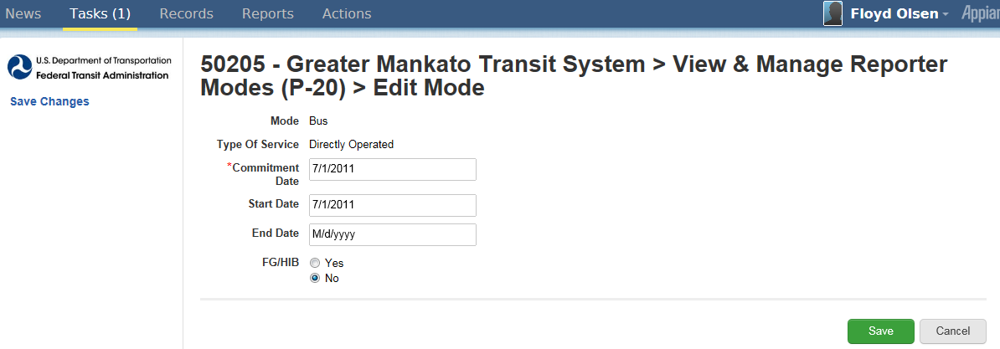 News Tasks (1) Records Reports Actions Floyd Olsen
U.S. Department of Transportation
Federal Transit Administration
Save Changes
50205 - Greater Mankato Transit System > View & Manage Reporter
Modes (P-20) > Edit Mode
Mode Bus
Type Of Service Directly Operated
*Commitment
Date 7/1/2011
Start Date 7/1/2011
End Date M/d/yyyy
FG/HIB Yes
No
Save Cancel